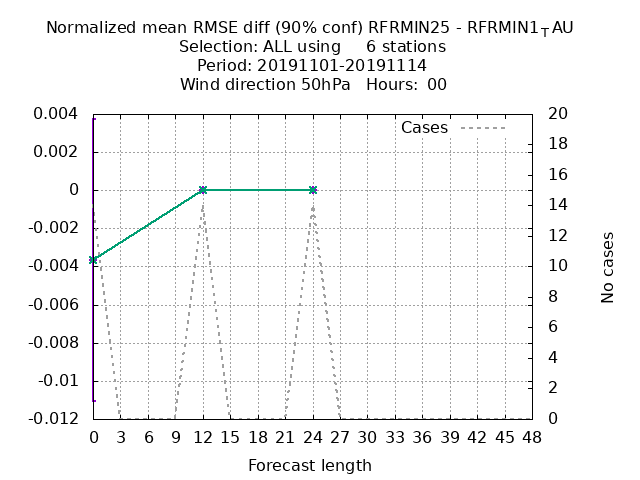 Normalized mean RMSE diff (90% conf) RFRMIN25 - RFRMIN1TAU
Selection: ALL using 6 stations
Period: 20191101-20191114
Wind direction 50hPa Hours: 00
Cases
0.004
0.002
0
-0.002
-0.004
-0.006
-0.008
-0.01
-0.012
20
18
16
14
12
10
8
6
4
2
0
No cases
0 3 6 9 12 15 18 21 24 27 30 33 36 39 42 45 48
Forecast length